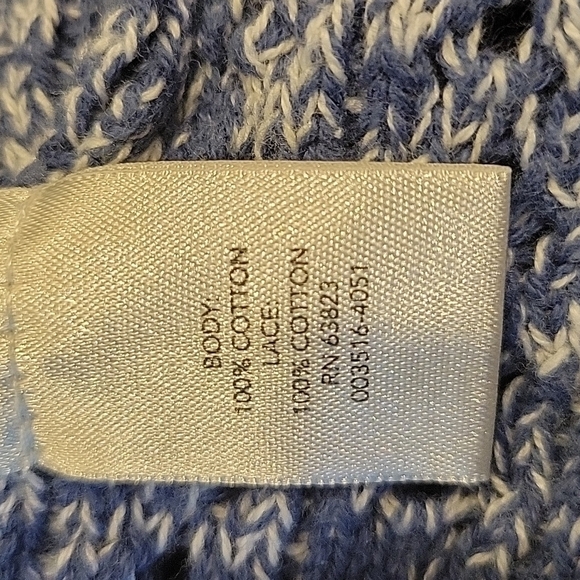 BODY:
100% COTTON
LACE:
100% COTTON
RN 63823
003516-4051